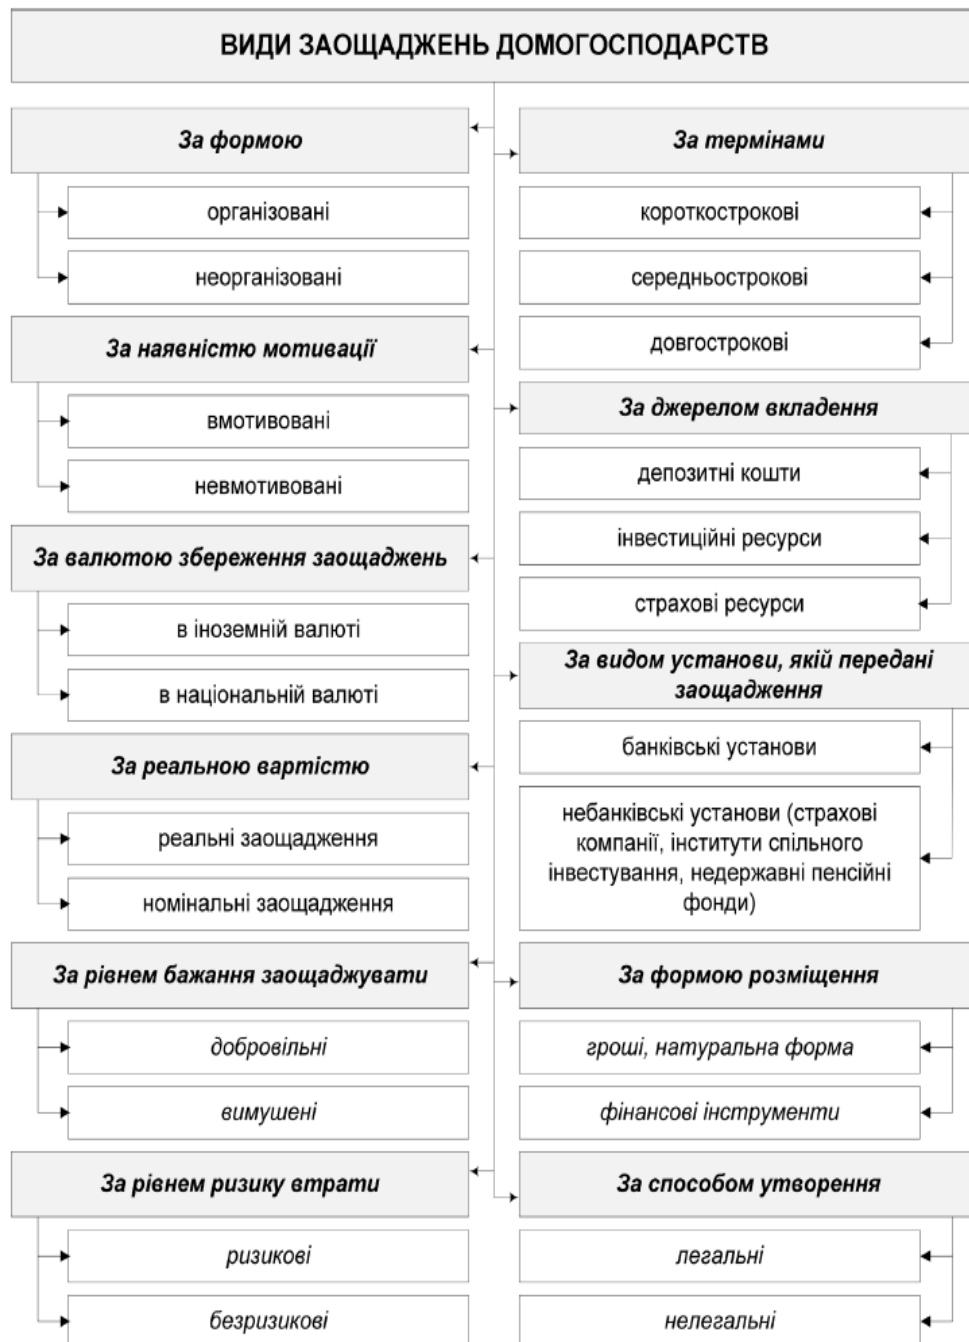 ВИДИ ЗАОЩАДЖЕНЬ ДОМОГОСПОДАРСТВ
За формою
організовані
неорганізовані
За наявністю мотивації
вмотивовані
невмотивовані
За валютою збереження заощаджень
в іноземній валюті
в національній валюті
За реальною вартістю
реальні заощадження
номінальні заощадження
За рівнем бажання заощаджувати
добровільні
вимушені
За рівнем ризику втрати
ризикові
безризикові
За термінами
короткострокові
середньострокові
довгострокові
За джерелом вкладення
депозитні кошти
інвестиційні ресурси
страхові ресурси
За видом установи, якій передані
заощадження
банківські установи
небанківські установи (страхові
компанії, інститути спільного
інвестування, недержавні пенсійні
фонди)
За формою розміщення
гроші, натуральна форма
фінансові інструменти
За способом утворення
легальні
нелегальні